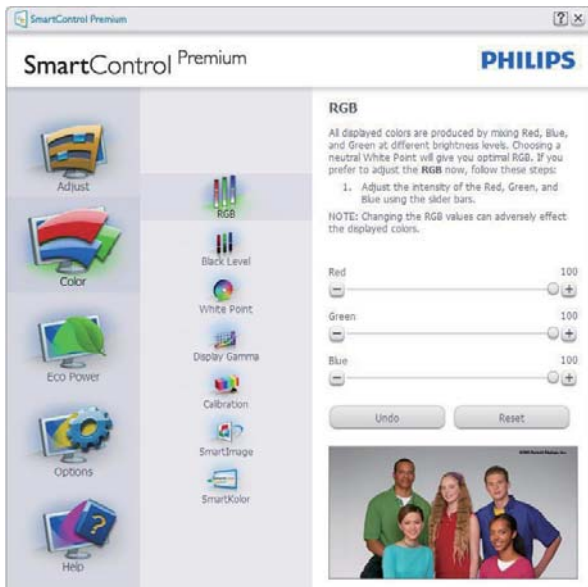 SmartControl Premium
? ×
SmartControl Premium
PHILIPS
Adjust
Color
Eco Power
Options
Help
RGB
Black Level
White Point
Display Gamma
Calibration
SmartImage
SmartKolor
RGB
All displayed colors are produced by mixing Red, Blue,
and Green at different brightness levels. Choosing a
neutral White Point will give you optimal RGB. If you
prefer to adjust the RGB now, follow these steps:
1. Adjust the intensity of the Red, Green, and
Blue using the slider bars.
NOTE: Changing the RGB values can adversely effect
the displayed colors.
Red 100
Green 100
Blue 100
Undo
Reset